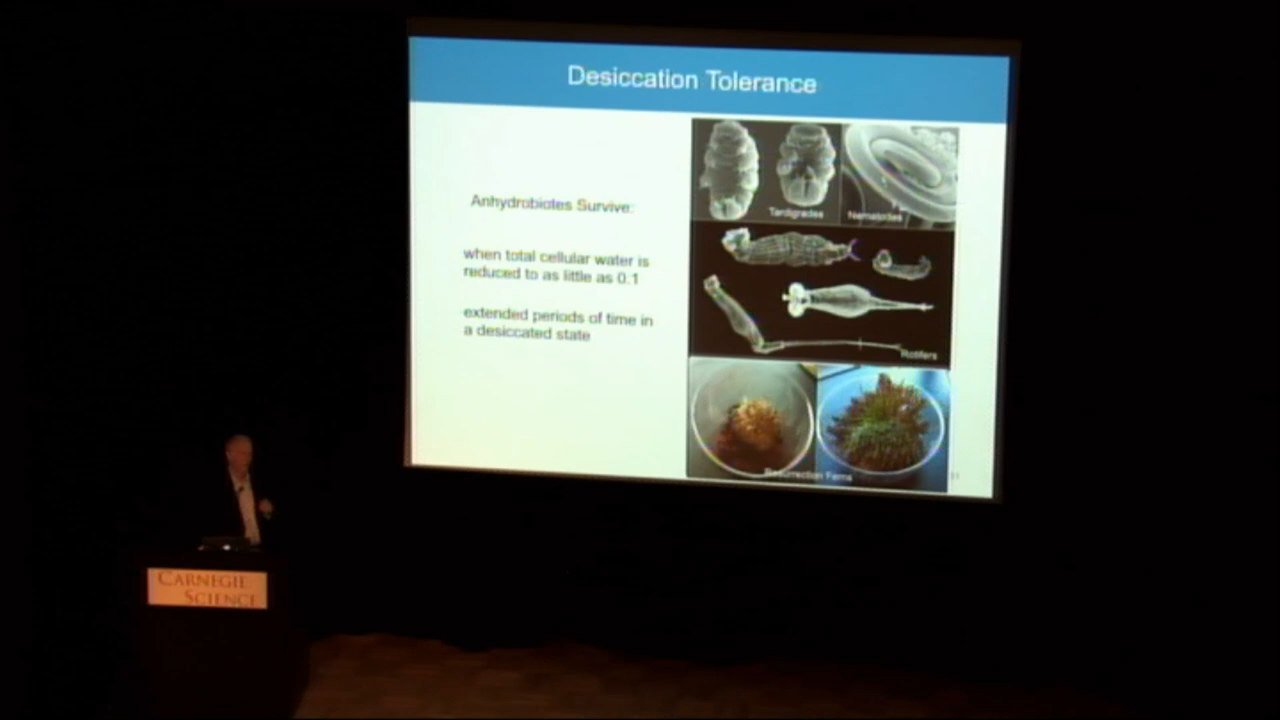 Desiccation Tolerance
Anhydrobiotes Survive:
when total cellular water is
reduced to as little as 0.1
extended periods of time in
a desiccated state
Tardigrades
Nematodes
Rotifers
Resurrection Ferns
CARNEGIE
SCIENCE